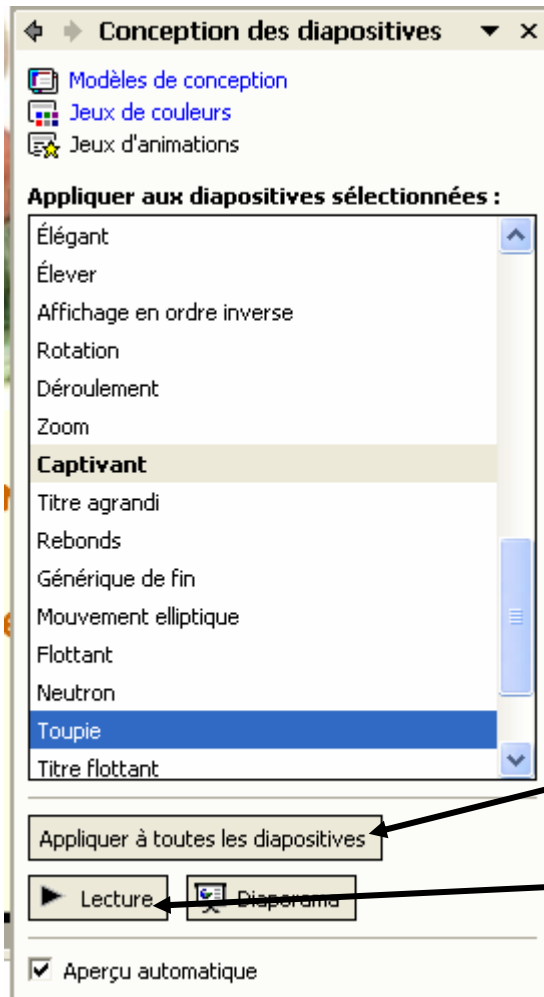 Conception des diapositives
Modèles de conception
Jeux de couleurs
Jeux d'animations
Appliquer aux diapositives sélectionnées :
Élégant
Élever
Affichage en ordre inverse
Rotation
Déroulement
Zoom
Captivant
Titre agrandi
Rebonds
Générique de fin
Mouvement elliptique
Flottant
Neutron
Toupie
Titre flottant
Appliquer à toutes les diapositives
Lecture Diaporama
Aperçu automatique